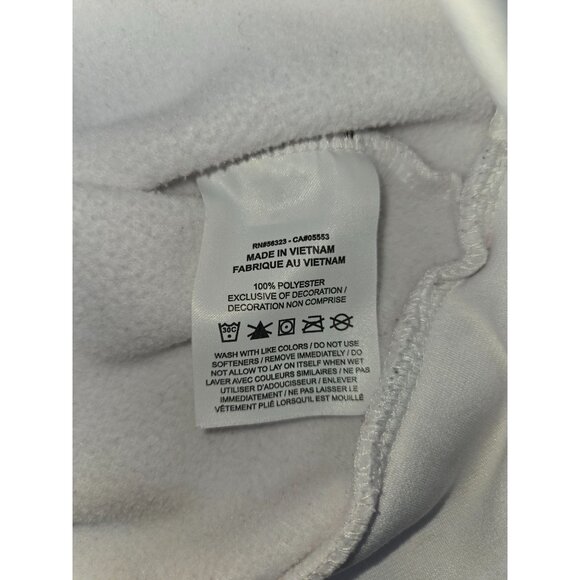 RN#56323 - CA#05553
MADE IN VIETNAM
FABRIQUE AU VIETNAM
100% POLYESTER
EXCLUSIVE OF DECORATION /
DECORATION NON COMPRISE
30C
WASH WITH LIKE COLORS / DO NOT USE
SOFTENERS / REMOVE IMMEDIATELY / DO
NOT ALLOW TO LAY ON ITSELF WHEN WET
LAVER AVEC COULEURS SIMILAIRES / NE PAS
UTILISER D'ADOUCISSEUR / ENLEVER
IMMEDIATEMENT / NE PAS LAISSER LE
VÊTEMENT PLIÉ LORSQU'IL EST MOUILLÉ